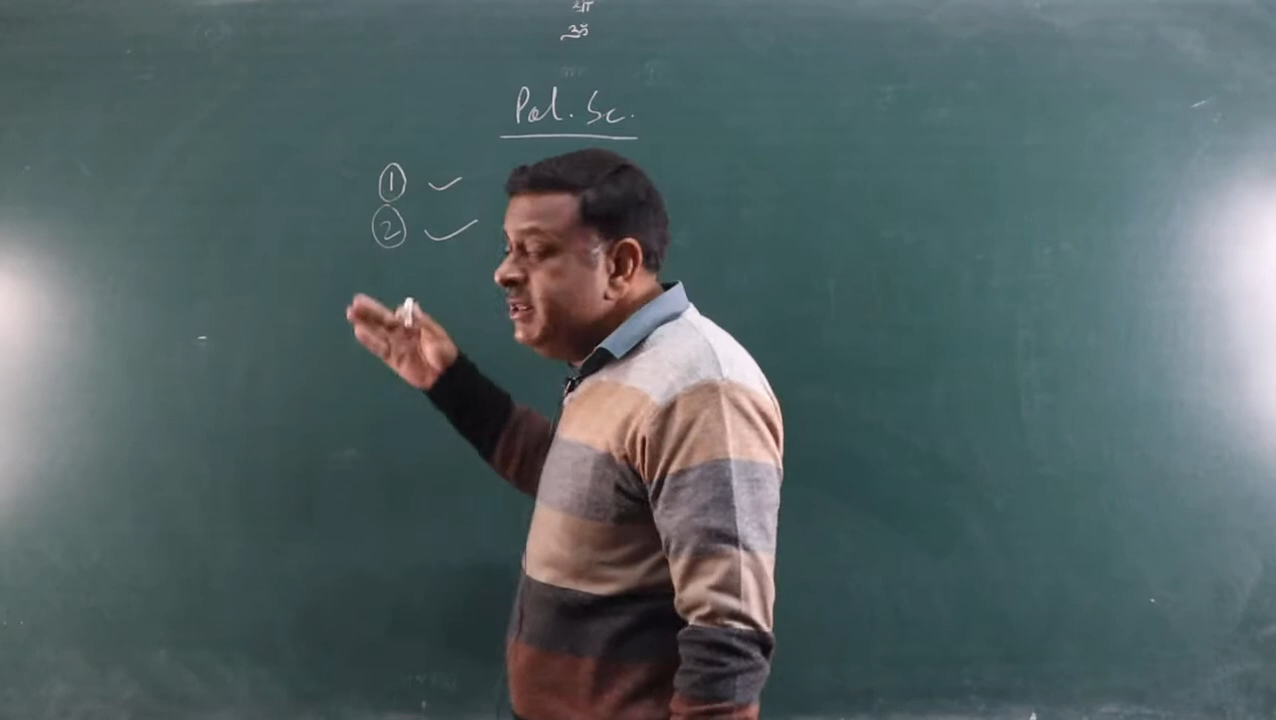 ॐ
Pol. Sc.
① ✓
② ✓